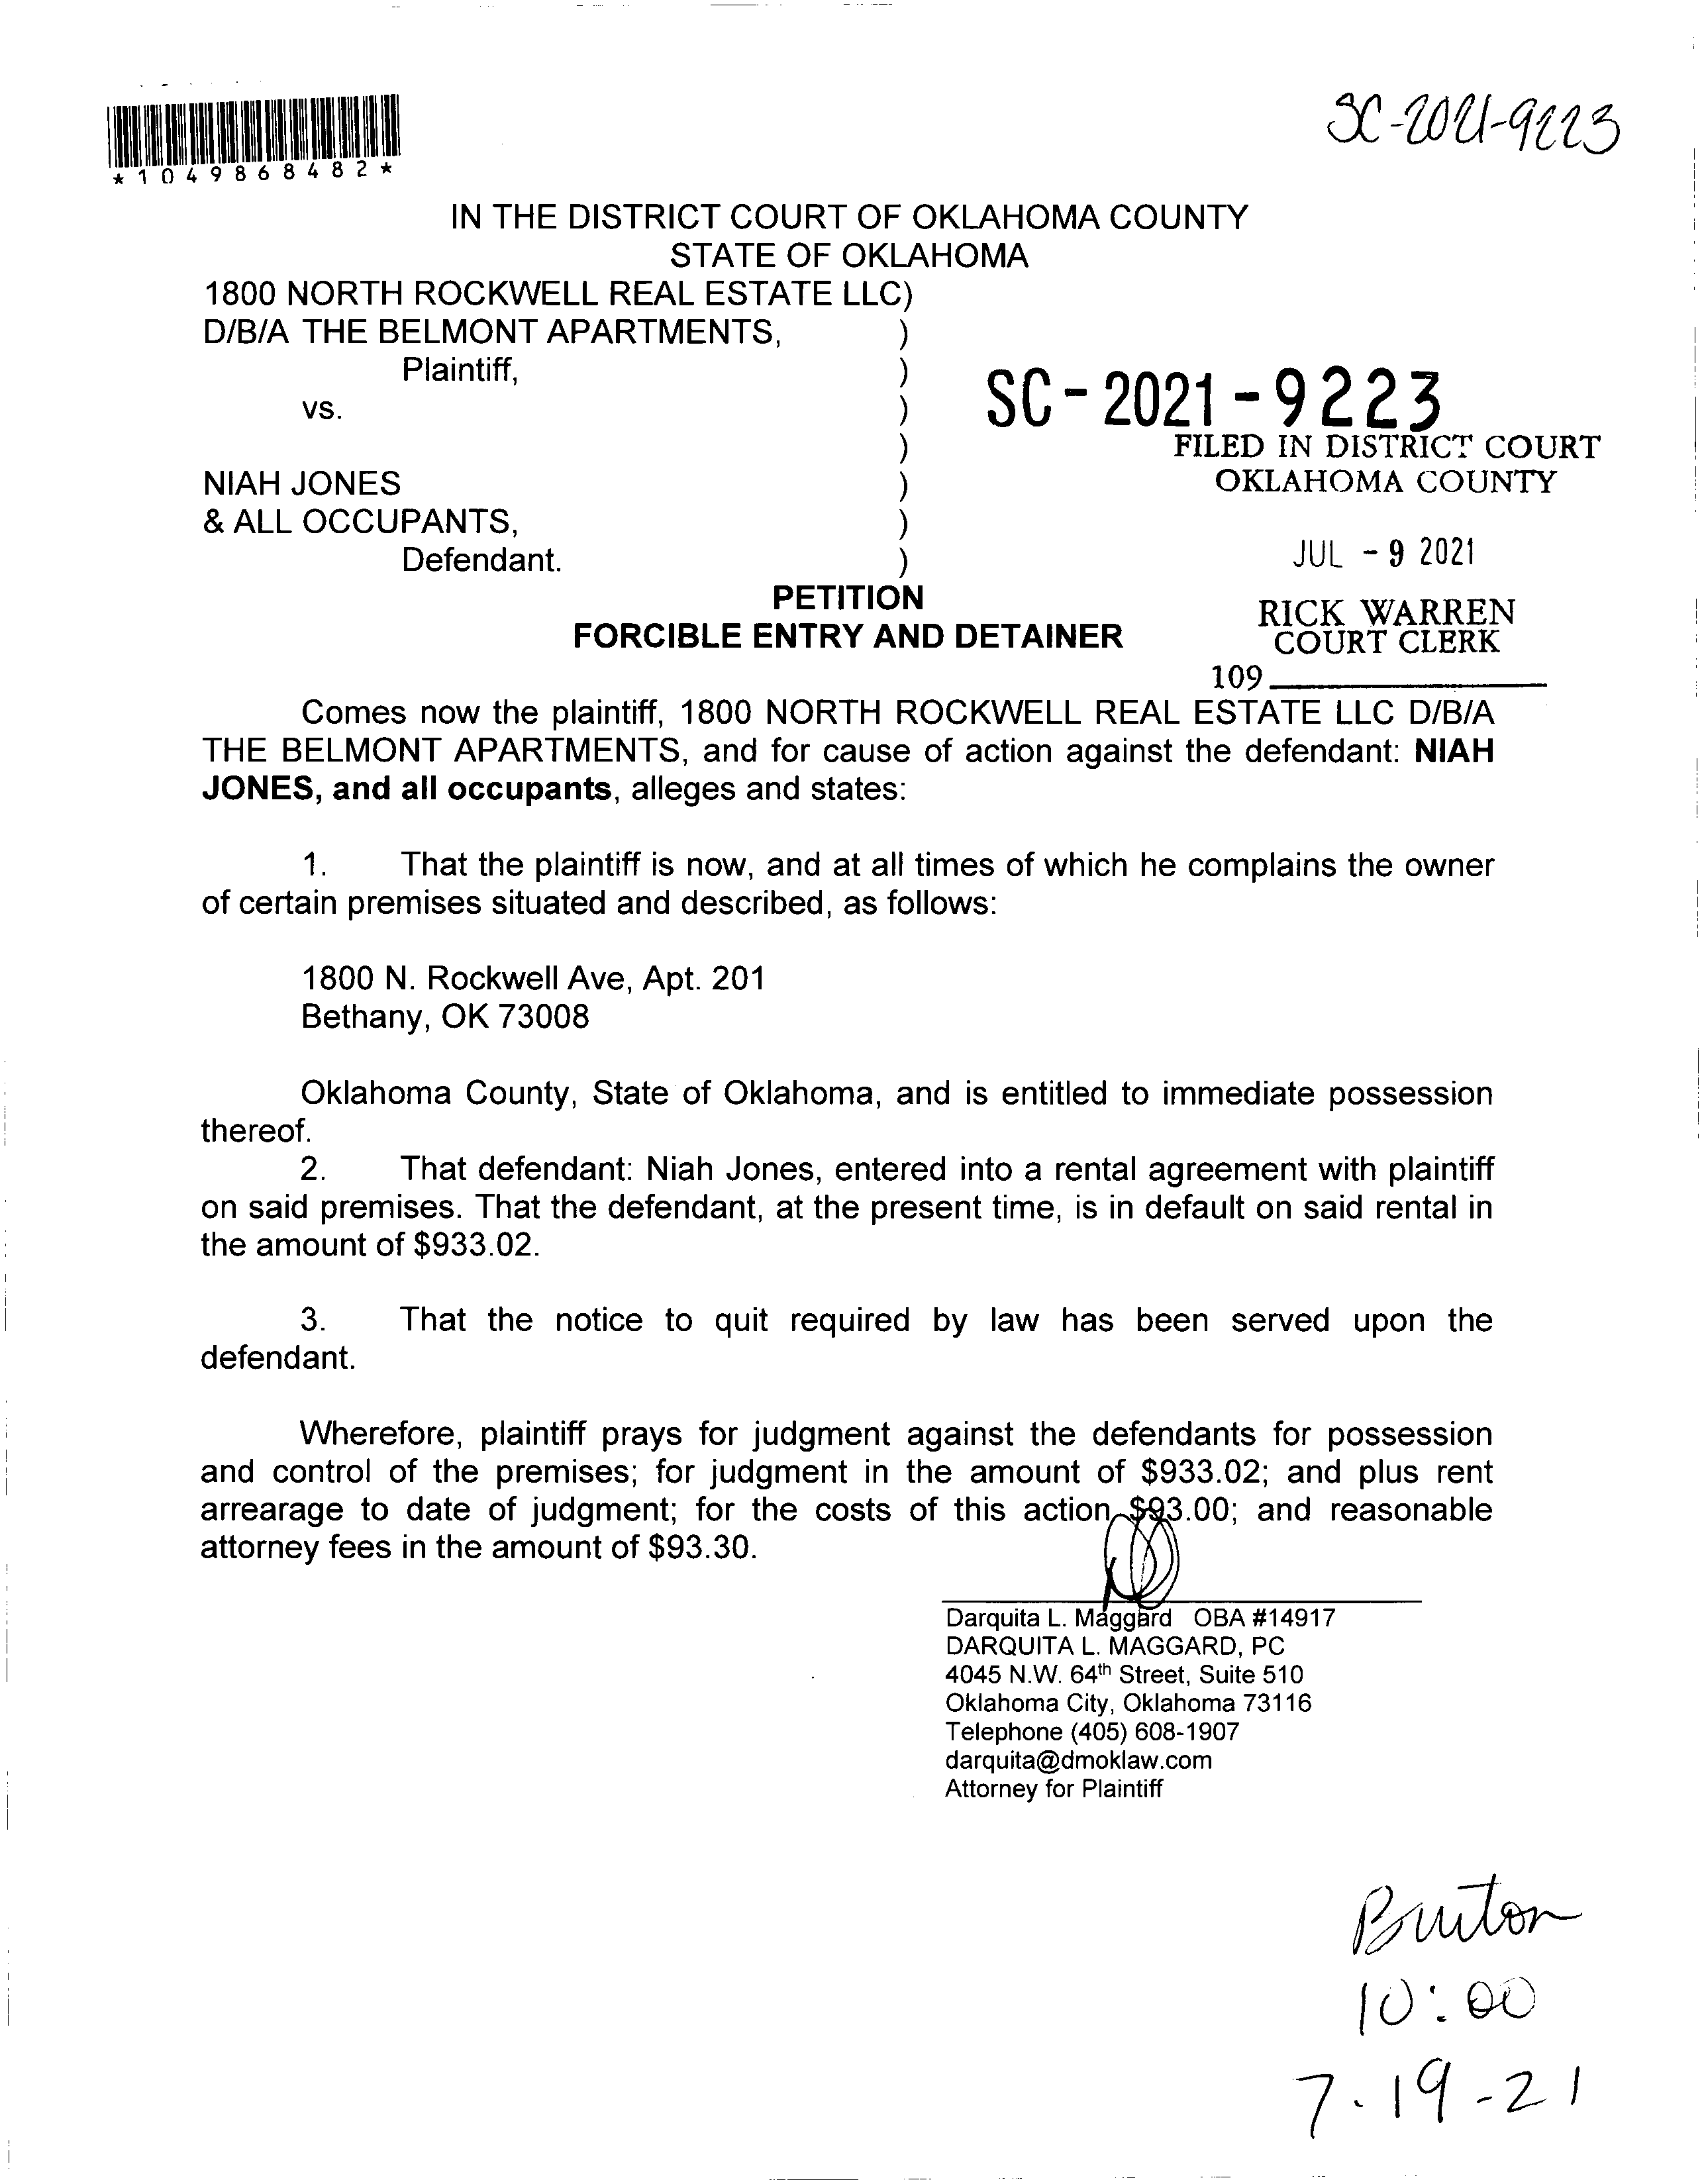 SC-2021-9223
*1049868482*
IN THE DISTRICT COURT OF OKLAHOMA COUNTY
STATE OF OKLAHOMA
1800 NORTH ROCKWELL REAL ESTATE LLC)
D/B/A THE BELMONT APARTMENTS, )
Plaintiff, )
vs. )
)
SC-2021-9223
FILED IN DISTRICT COURT
OKLAHOMA COUNTY
NIAH JONES )
& ALL OCCUPANTS, )
Defendant. )
JUL -9 2021
PETITION
FORCIBLE ENTRY AND DETAINER
RICK WARREN
COURT CLERK
109
Comes now the plaintiff, 1800 NORTH ROCKWELL REAL ESTATE LLC D/B/A
THE BELMONT APARTMENTS, and for cause of action against the defendant: NIAH
JONES, and all occupants, alleges and states:
1. That the plaintiff is now, and at all times of which he complains the owner
of certain premises situated and described, as follows:
1800 N. Rockwell Ave, Apt. 201
Bethany, OK 73008
Oklahoma County, State of Oklahoma, and is entitled to immediate possession
thereof.
2. That defendant: Niah Jones, entered into a rental agreement with plaintiff
on said premises. That the defendant, at the present time, is in default on said rental in
the amount of $933.02.
3. That the notice to quit required by law has been served upon the
defendant.
Wherefore, plaintiff prays for judgment against the defendants for possession
and control of the premises; for judgment in the amount of $933.02; and plus rent
arrearage to date of judgment; for the costs of this action $93.00; and reasonable
attorney fees in the amount of $93.30.
Darquita L. Maggard OBA #14917
DARQUITA L. MAGGARD, PC
4045 N.W. 64th Street, Suite 510
Oklahoma City, Oklahoma 73116
Telephone (405) 608-1907
darquita@dmoklaw.com
Attorney for Plaintiff
10:00
7-19-21